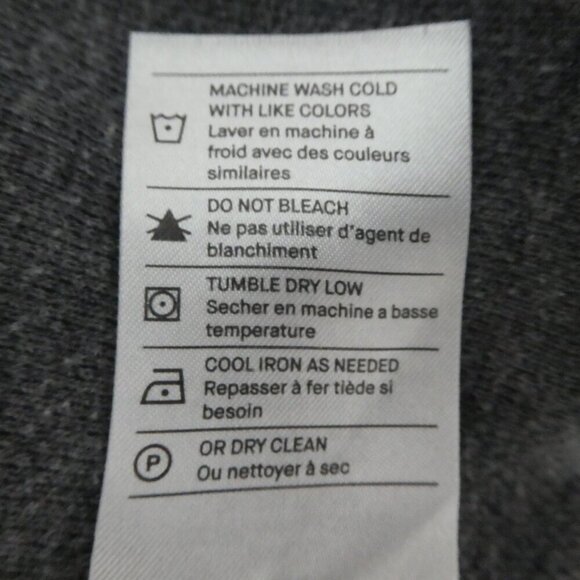 MACHINE WASH COLD
WITH LIKE COLORS
Laver en machine à
froid avec des couleurs
similaires
DO NOT BLEACH
Ne pas utiliser d'agent de
blanchiment
TUMBLE DRY LOW
Secher en machine a basse
temperature
COOL IRON AS NEEDED
Repasser à fer tiède si
besoin
P
OR DRY CLEAN
Ou nettoyer à sec